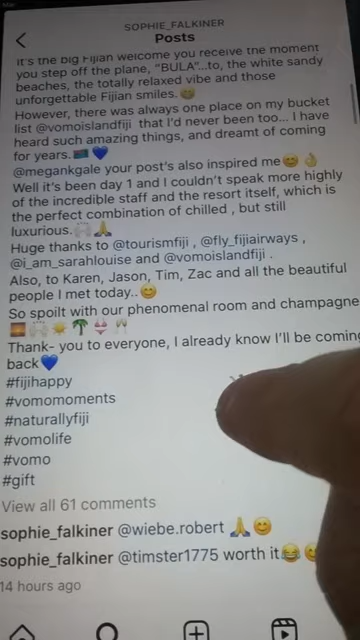 SOPHIE_FALKINER
Posts
It's the big Fijian welcome you receive the moment
you step off the plane, "BULA"...to, the white sandy
beaches, the totally relaxed vibe and those
unforgettable Fijian smiles.😊
However, there was always one place on my bucket
list @vomoislandfiji that I'd never been too... I have
heard such amazing things, and dreamt of coming
for years.🇫🇯💙
@megankgale your post's also inspired me😊👌
Well it's been day 1 and I couldn't speak more highly
of the incredible staff and the resort itself, which is
the perfect combination of chilled , but still
luxurious.🙌🙏
Huge thanks to @tourismfiji , @fly_fijiairways ,
@i_am_sarahlouise and @vomoislandfiji .
Also, to Karen, Jason, Tim, Zac and all the beautiful
people I met today..😊
So spoilt with our phenomenal room and champagne
🌅🙌☀️🌴👙🥂
Thank- you to everyone, I already know I'll be coming
back💙
#fijihappy
#vomomoments
#naturallyfiji
#vomolife
#vomo
#gift
View all 61 comments
sophie_falkiner @wiebe.robert 🙏😊
sophie_falkiner @timster1775 worth it😂😊
14 hours ago